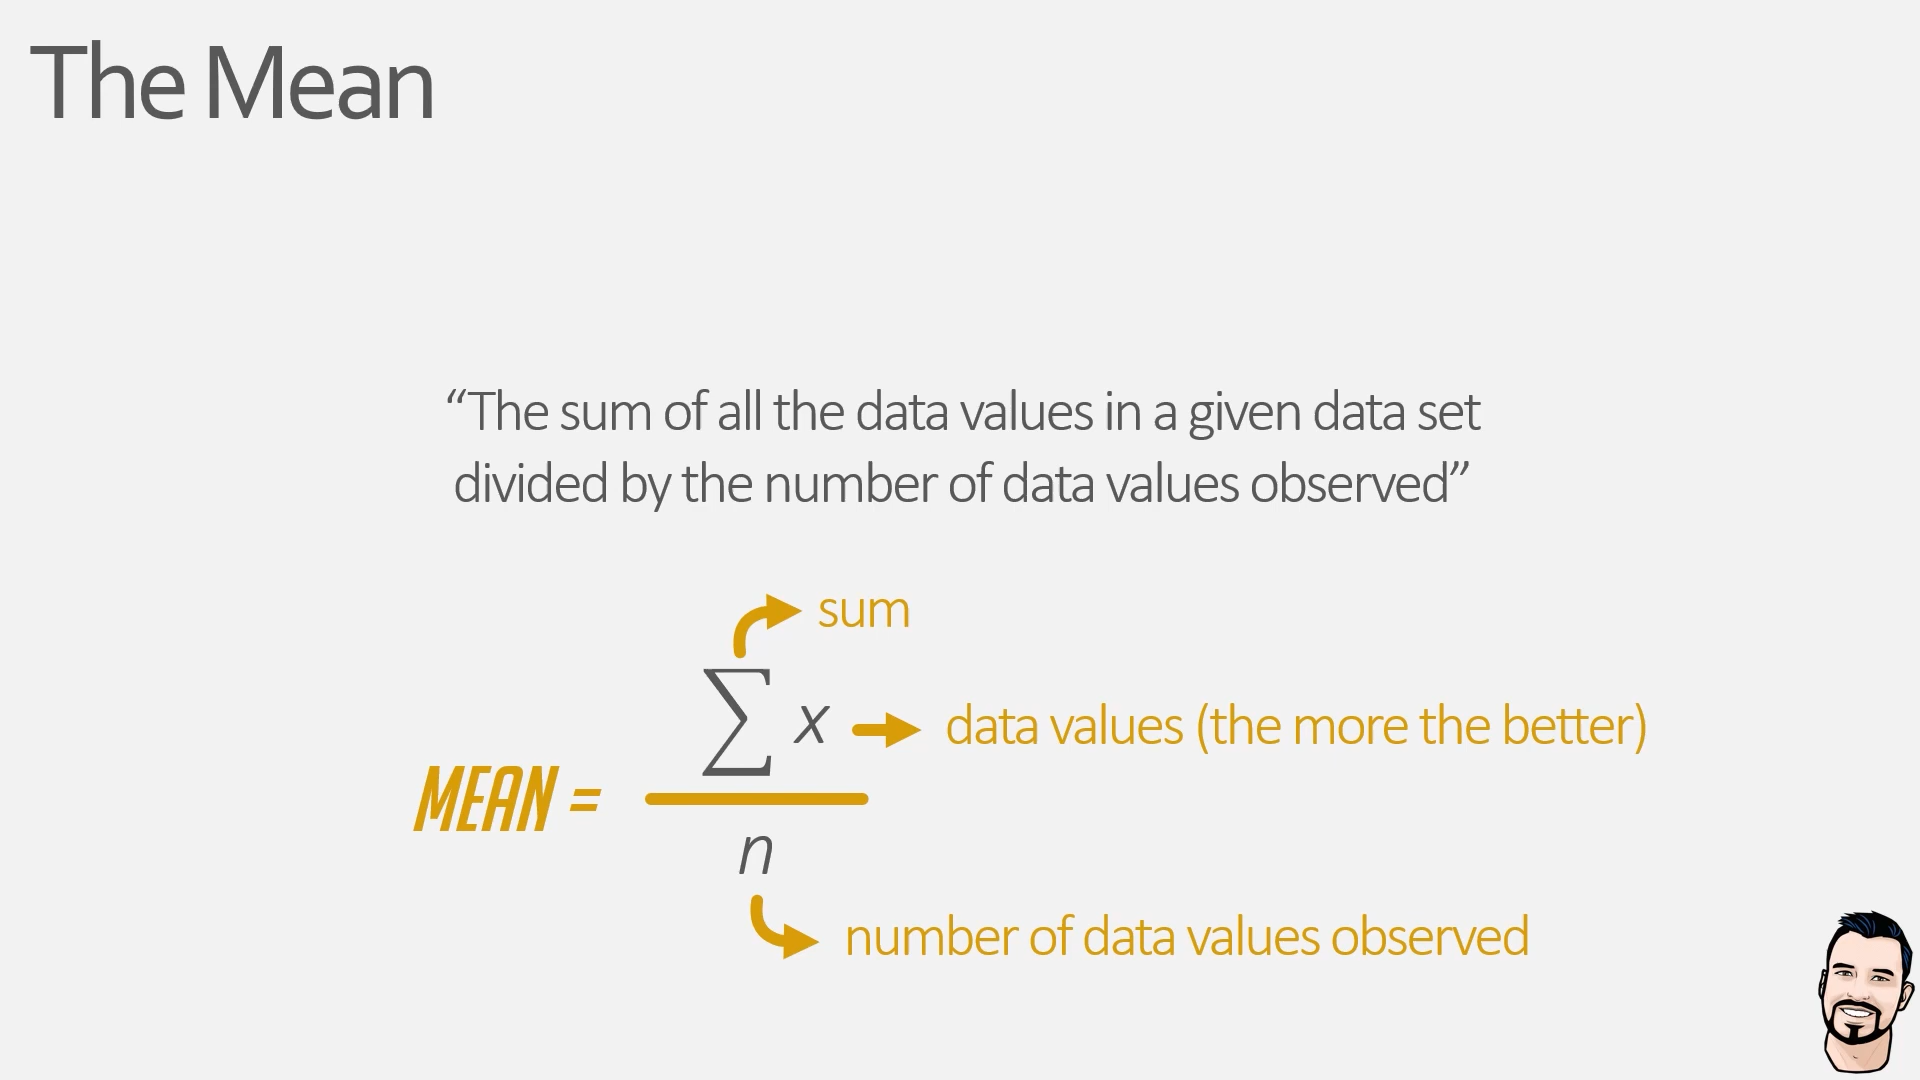 The Mean
“The sum of all the data values in a given data set
divided by the number of data values observed”
sum
∑ x
data values (the more the better)
MEAN =
n
number of data values observed